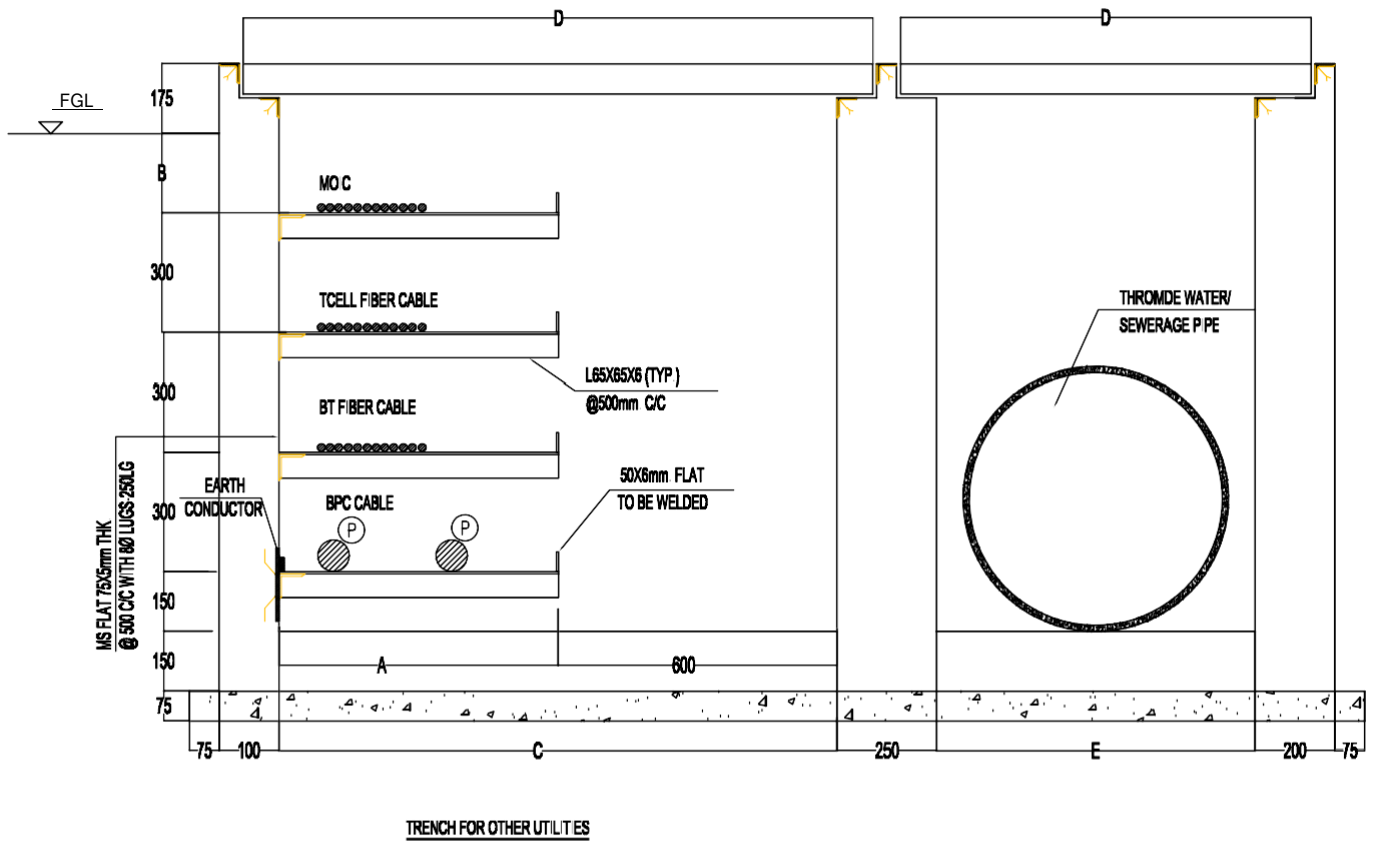 D
D
FGL
175
B
MO C
300
TCELL FIBER CABLE
THROMDE WATER/
SEWERAGE PIPE
L65X65X6 (TYP)
@500mm C/C
300
BT FIBER CABLE
MS FLAT 75X5mm THK
@ 500 C/C WITH 8Ø LUGS-250LG
EARTH
CONDUCTOR
300
BPC CABLE
P
P
50X6mm FLAT
TO BE WELDED
150
150
A
600
75
75
100
C
250
E
200
75
TRENCH FOR OTHER UTILITIES